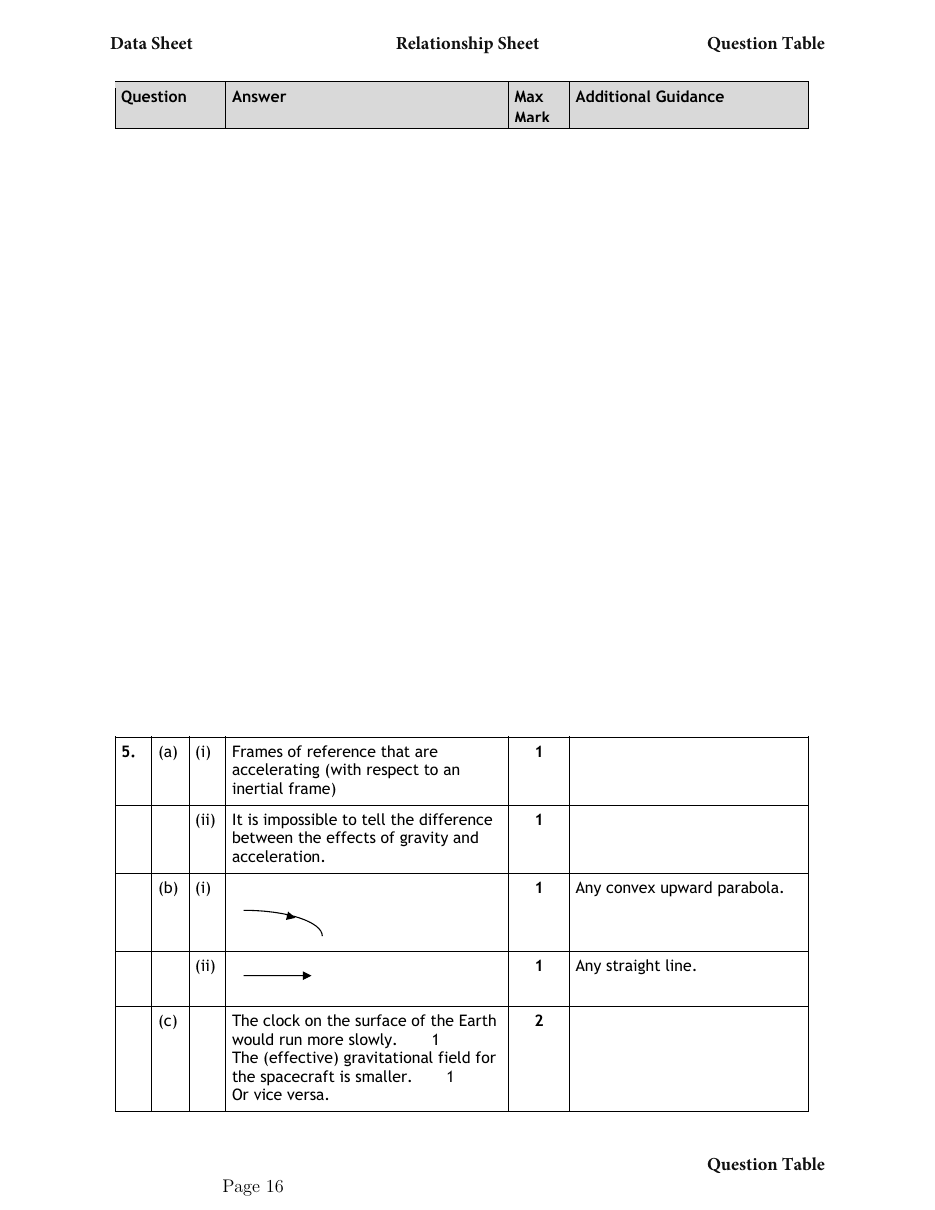 Data Sheet Relationship Sheet Question Table
Question Answer Max Mark Additional Guidance
5. (a) (i) Frames of reference that are 1
accelerating (with respect to an
inertial frame)
(ii) It is impossible to tell the difference 1
between the effects of gravity and
acceleration.
(b) (i) 1 Any convex upward parabola.
(ii) 1 Any straight line.
(c) The clock on the surface of the Earth 2
would run more slowly. 1
The (effective) gravitational field for
the spacecraft is smaller. 1
Or vice versa.
Question Table
Page 16